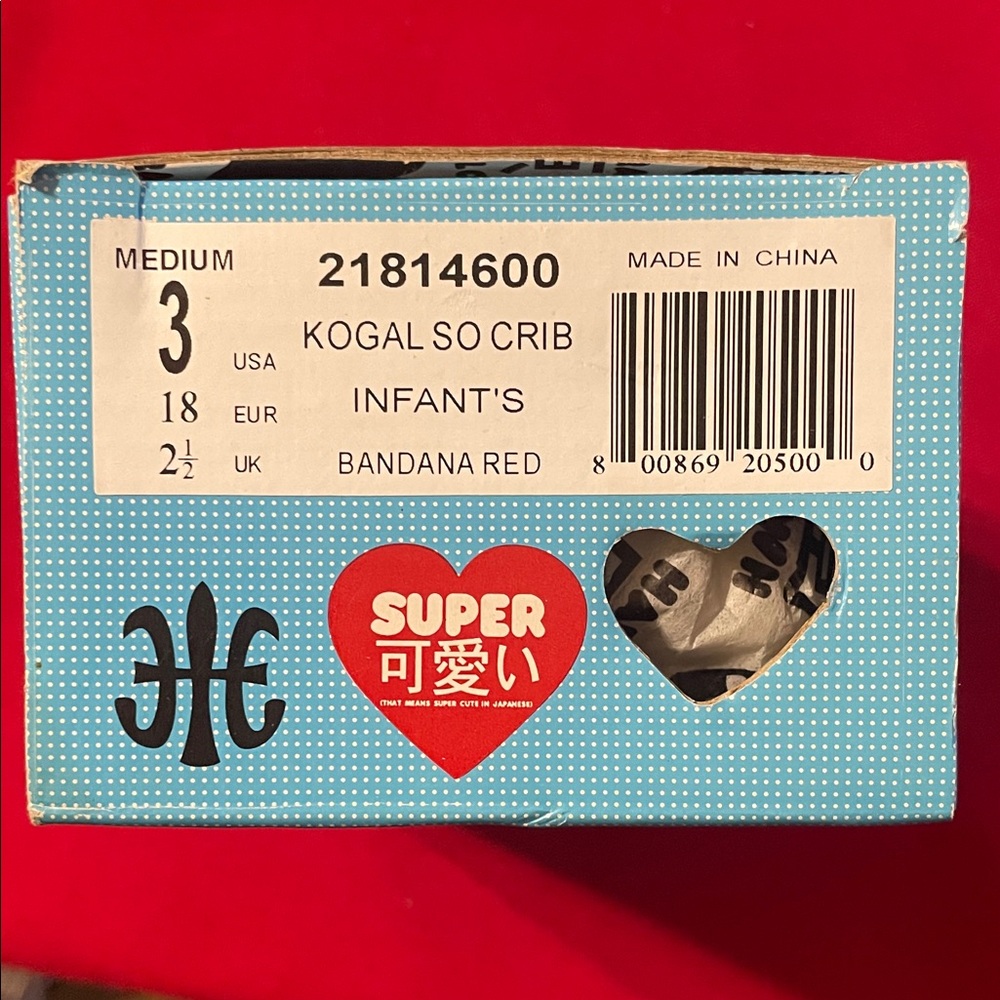 MEDIUM
3 USA
18 EUR
2½ UK
21814600
KOGAL SO CRIB
INFANT'S
BANDANA RED
MADE IN CHINA
8 00869 20500 0
SUPER
可愛い
(THAT MEANS SUPER CUTE IN JAPANESE)